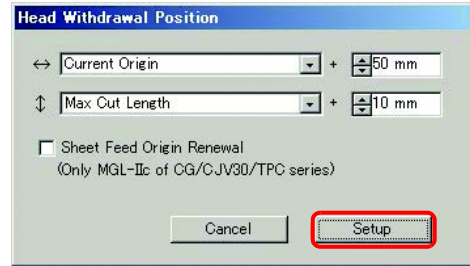 Head Withdrawal Position
↔ Current Origin + 50 mm
↕ Max Cut Length + 10 mm
Sheet Feed Origin Renewal
(Only MGL-IIc of CG/CJV30/TPC series)
Cancel Setup